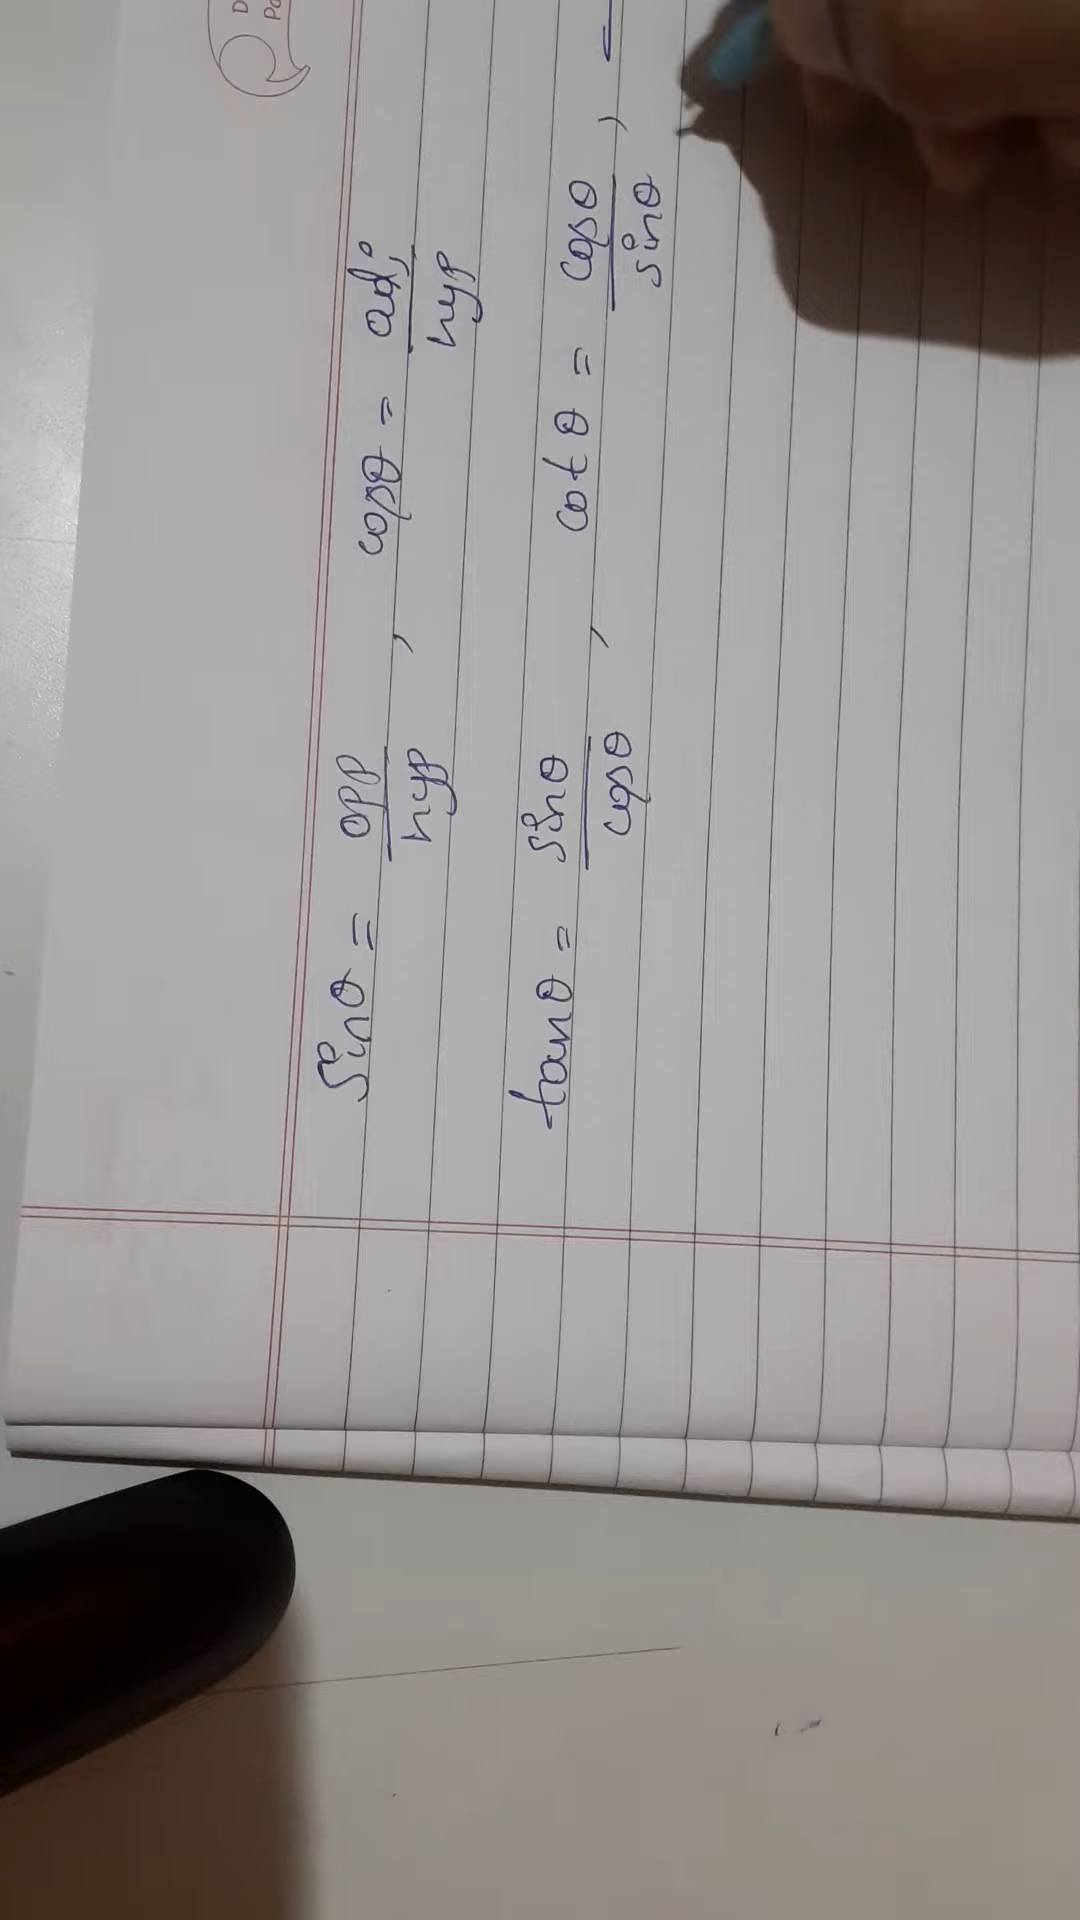 sinθ = opp/hyp , cosθ = adj/hyp
tanθ = sinθ/cosθ , cotθ = cosθ/sinθ ,